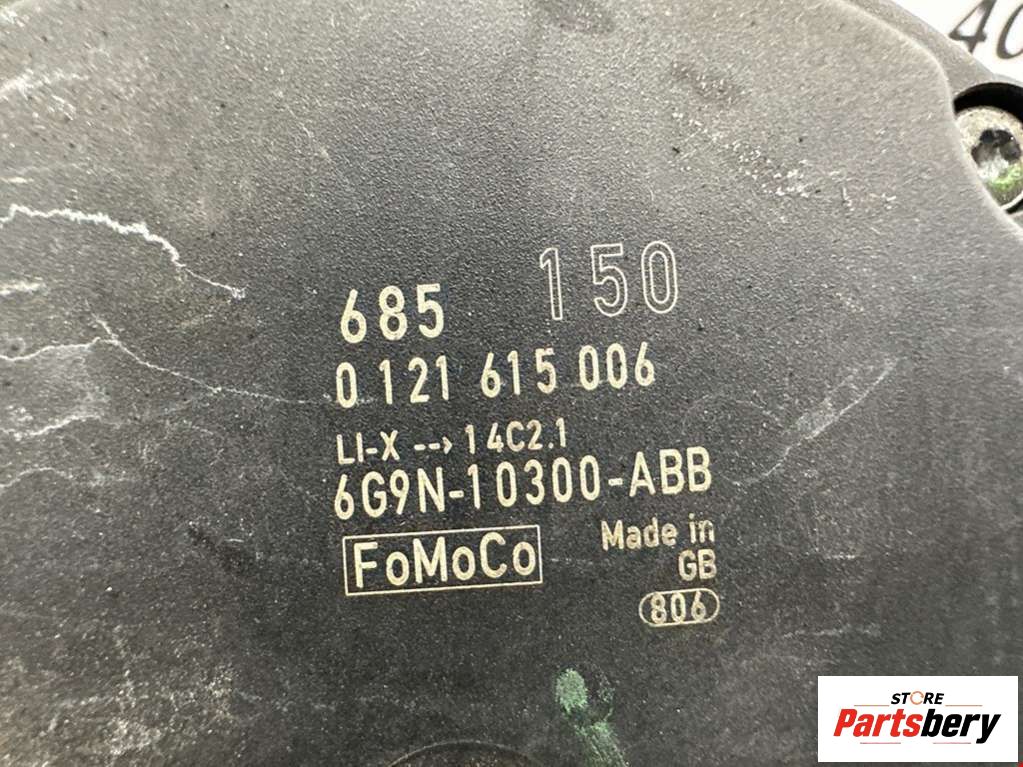 40
685 150
0 121 615 006
LI-X --> 14C2.1
6G9N-10300-ABB
FoMoCo
Made in
GB
806
STORE
Partsbery